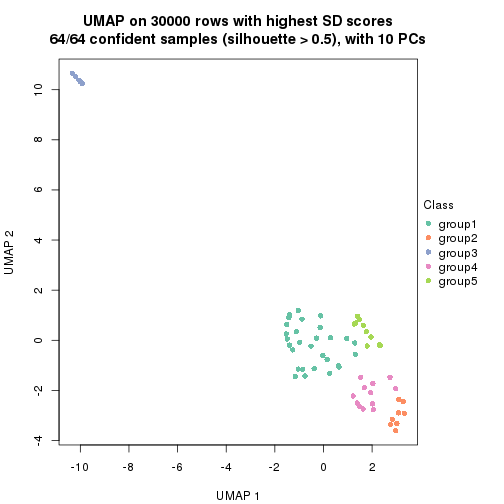 UMAP on 30000 rows with highest SD scores
64/64 confident samples (silhouette > 0.5), with 10 PCs
10
8
6
4
2
0
-2
-4
UMAP 2
-10
-8
-6
-4
-2
0
2
UMAP 1
Class
group1
group2
group3
group4
group5